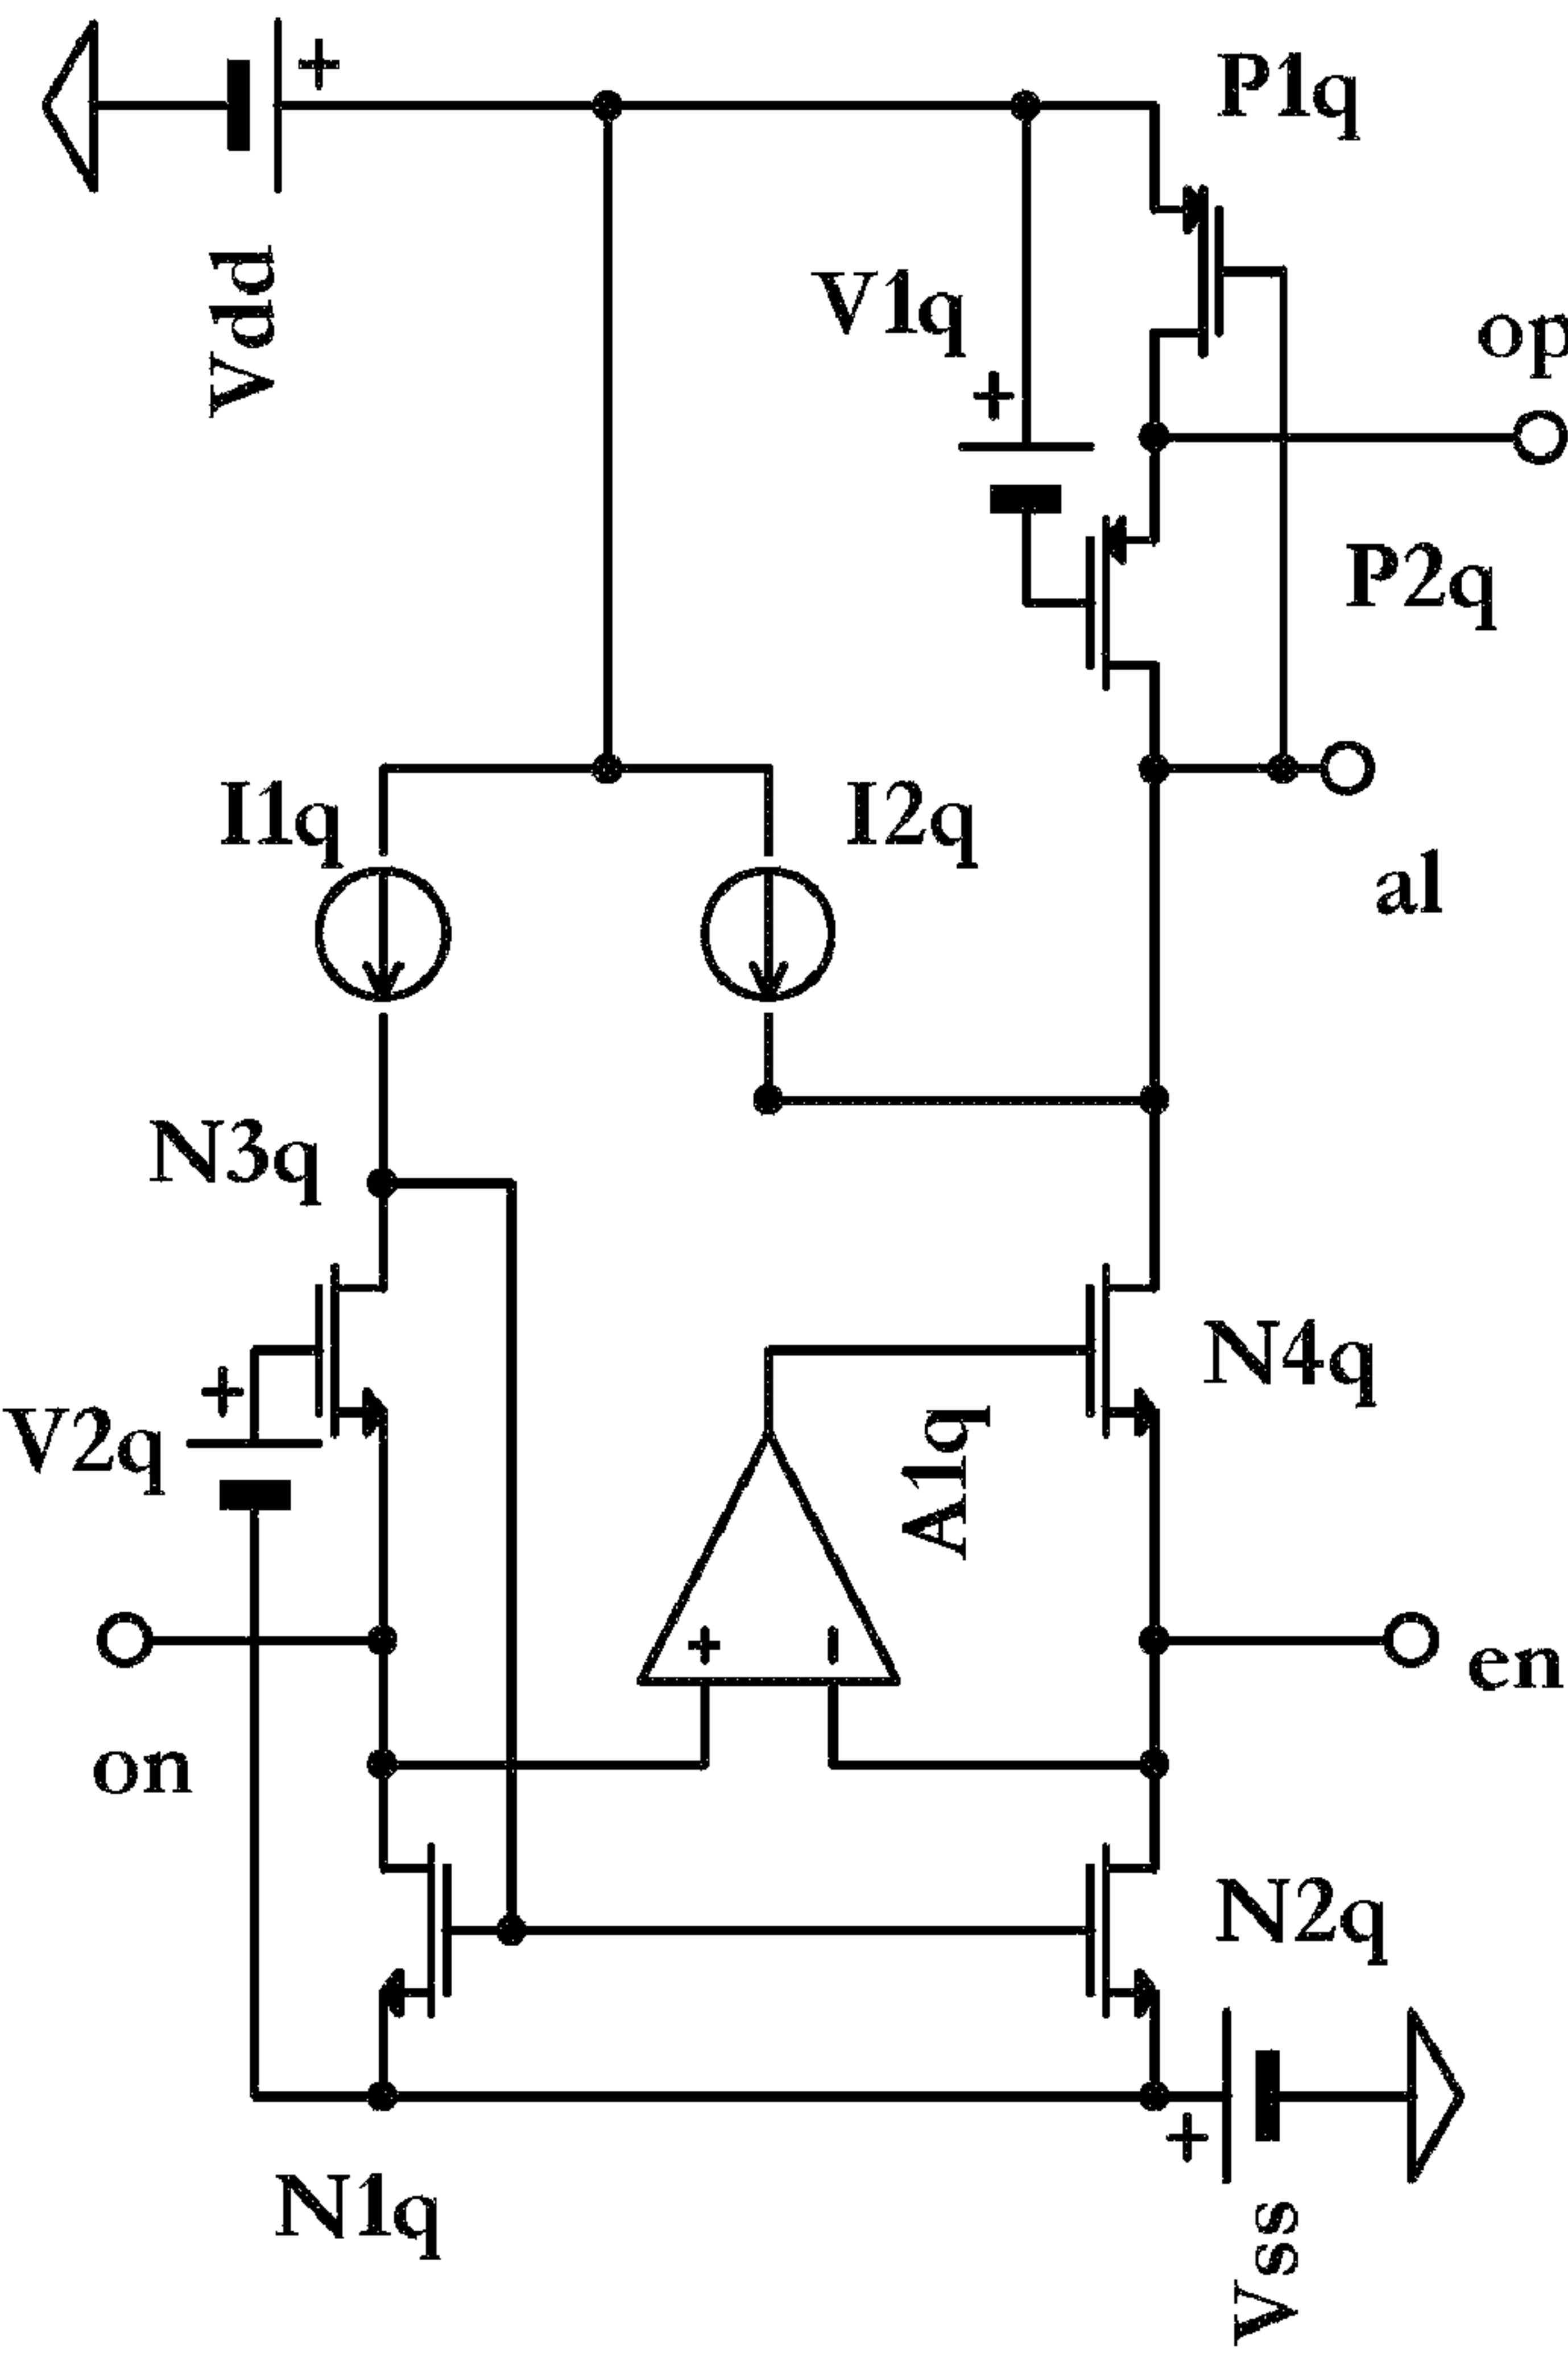 P1q
Vdd
V1q
op
P2q
I1q
I2q
al
N3q
N4q
V2q
A1q
+
-
en
on
N2q
N1q
Vss